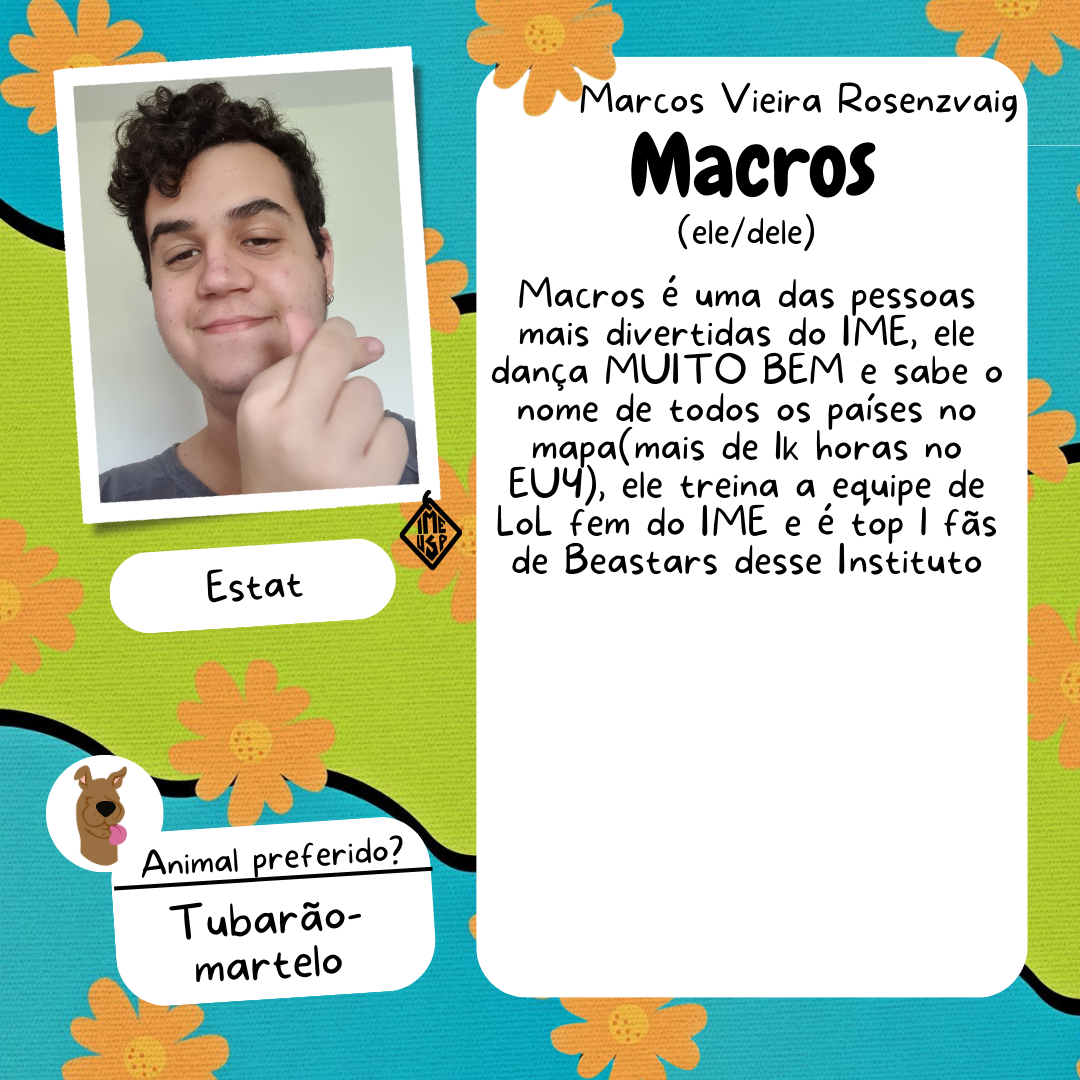 Marcos Vieira Rosenzvaig
Macros
(ele/dele)
Macros é uma das pessoas
mais divertidas do IME, ele
dança MUITO BEM e sabe o
nome de todos os países no
mapa(mais de 1k horas no
EU4), ele treina a equipe de
LoL fem do IME e é top 1 fãs
de Beastars desse Instituto
IME
USP
Estat
Animal preferido?
Tubarão-
martelo